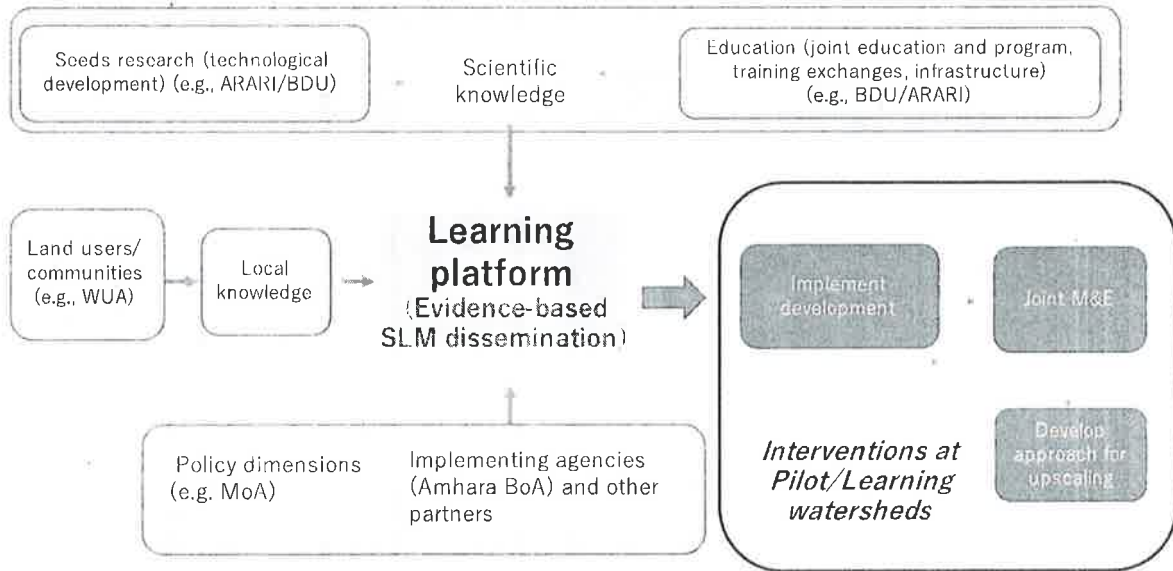 Seeds research (technological
development) (e.g., ARARI/BDU)
Scientific
knowledge
Education (joint education and program,
training exchanges, infrastructure)
(e.g., BDU/ARARI)
Land users/
communities
(e.g., WUA)
Local
knowledge
Learning
platform
(Evidence-based
SLM dissemination)
Implement
development
Joint M&E
Develop
approach for
upscaling
Interventions at
Pilot/Learning
watersheds
Policy dimensions
(e.g. MoA)
Implementing agencies
(Amhara BoA) and other
partners